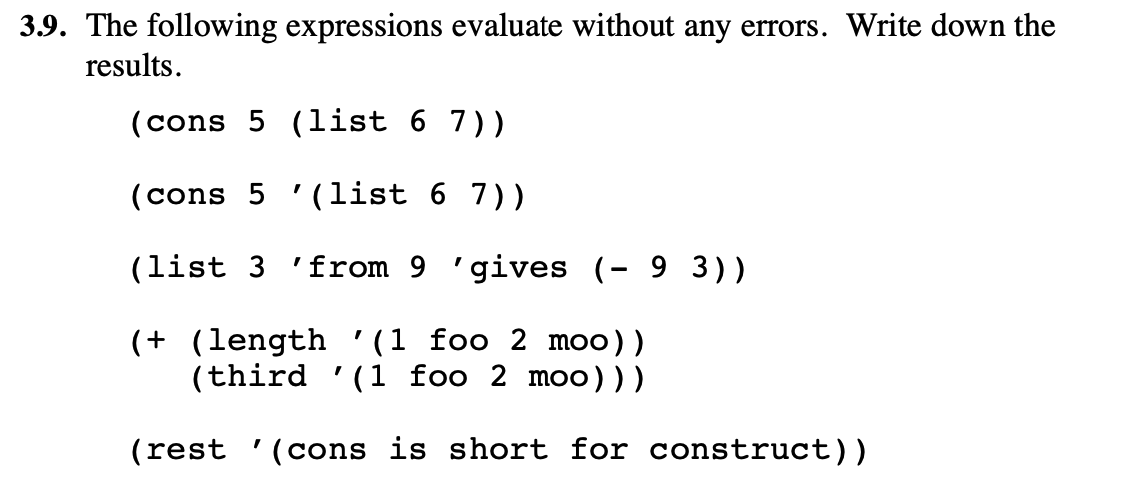 3.9. The following expressions evaluate without any errors. Write down the
results.
(cons 5 (list 6 7))
(cons 5 ’(list 6 7))
(list 3 ’from 9 ’gives (- 9 3))
(+ (length ’(1 foo 2 moo))
(third ’(1 foo 2 moo)))
(rest ’(cons is short for construct))